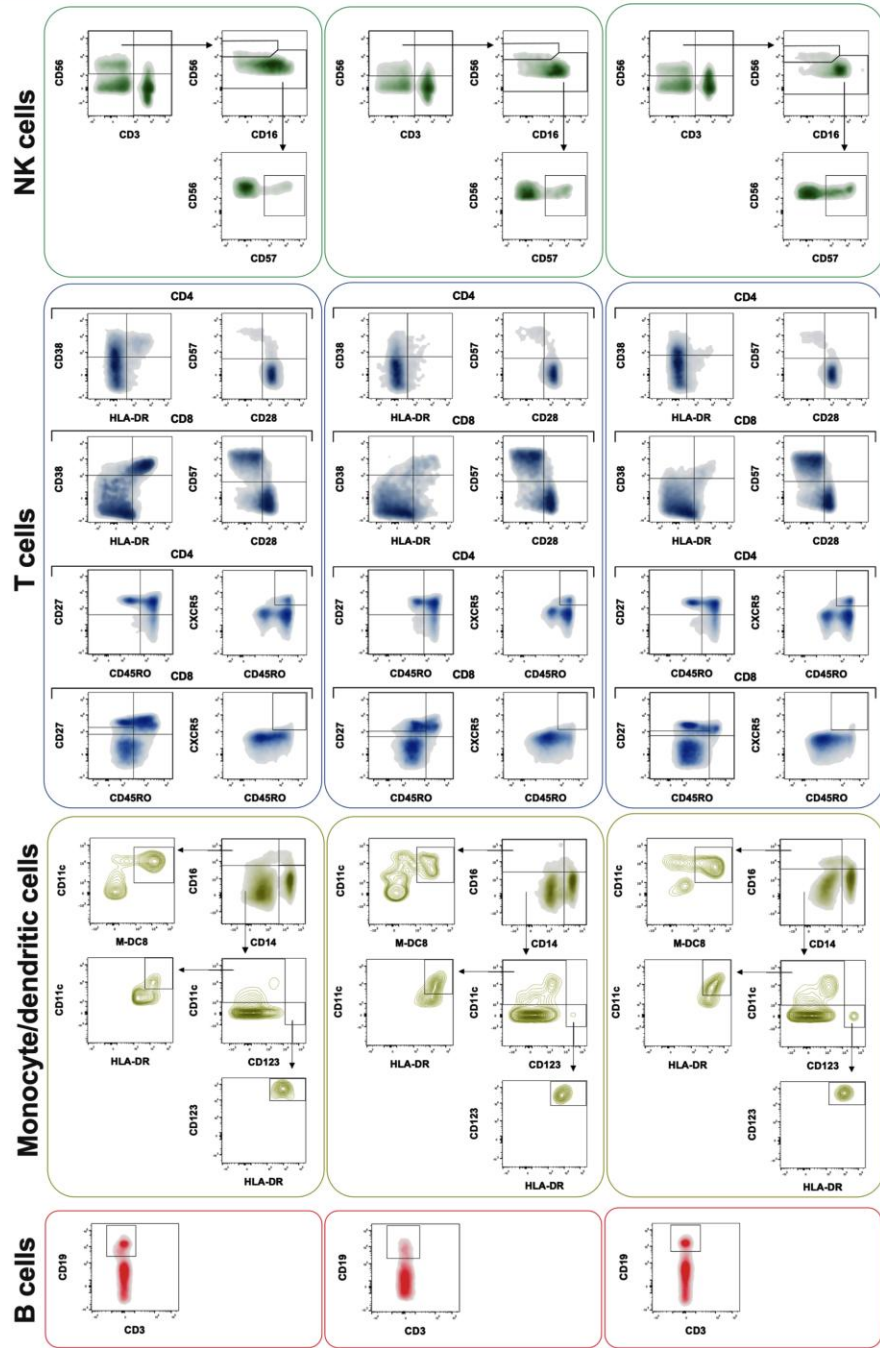 NK cells
CD56 CD56 CD56 CD56 CD56 CD56
CD3 CD16 CD3 CD16 CD3 CD16
CD56 CD56 CD56
CD57 CD57 CD57
T cells
CD4 CD4 CD4
CD38 CD57 CD38 CD57 CD38 CD57
HLA-DR CD28 HLA-DR CD28 HLA-DR CD28
CD8 CD8 CD8
CD38 CD57 CD38 CD57 CD38 CD57
HLA-DR CD28 HLA-DR CD28 HLA-DR CD28
CD4 CD4 CD4
CD27 CXCR5 CD27 CXCR5 CD27 CXCR5
CD45RO CD45RO CD45RO CD45RO CD45RO CD45RO
CD8 CD8 CD8
CD27 CXCR5 CD27 CXCR5 CD27 CXCR5
CD45RO CD45RO CD45RO CD45RO CD45RO CD45RO
Monocyte/dendritic cells
CD11c CD16 CD11c CD16 CD11c CD16
M-DC8 CD14 M-DC8 CD14 M-DC8 CD14
CD11c CD11c CD11c CD11c CD11c CD11c
HLA-DR CD123 HLA-DR CD123 HLA-DR CD123
CD123 CD123 CD123
HLA-DR HLA-DR HLA-DR
B cells
CD19 CD19 CD19
CD3 CD3 CD3